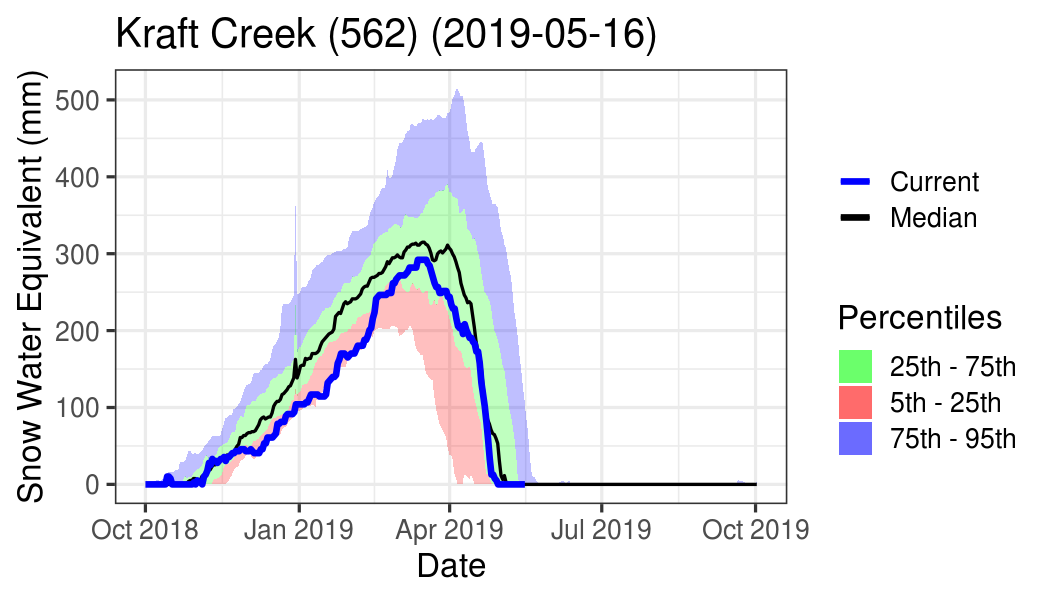 Kraft Creek (562) (2019-05-16)
Snow Water Equivalent (mm)
500
400
300
200
100
0
Oct 2018
Jan 2019
Apr 2019
Jul 2019
Oct 2019
Date
Current
Median
Percentiles
25th - 75th
5th - 25th
75th - 95th